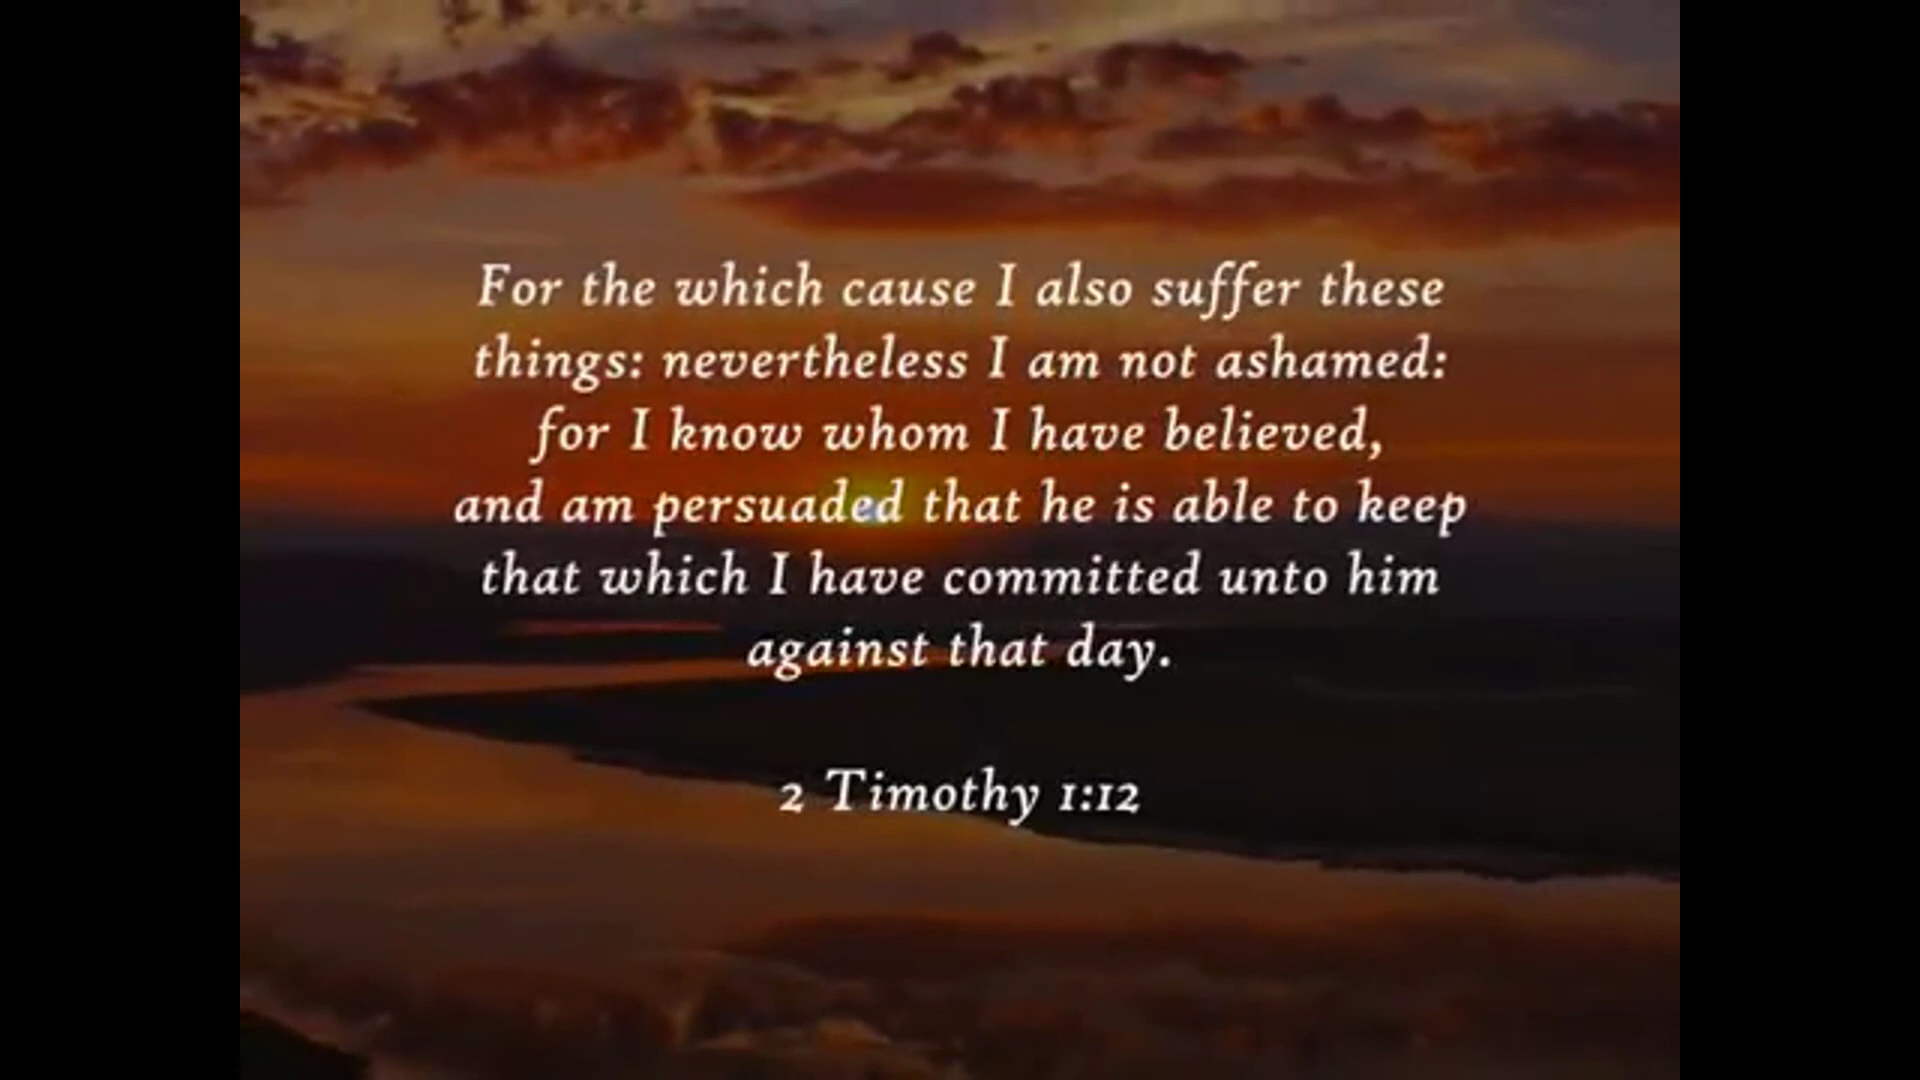 For the which cause I also suffer these
things: nevertheless I am not ashamed:
for I know whom I have believed,
and am persuaded that he is able to keep
that which I have committed unto him
against that day.
2 Timothy 1:12